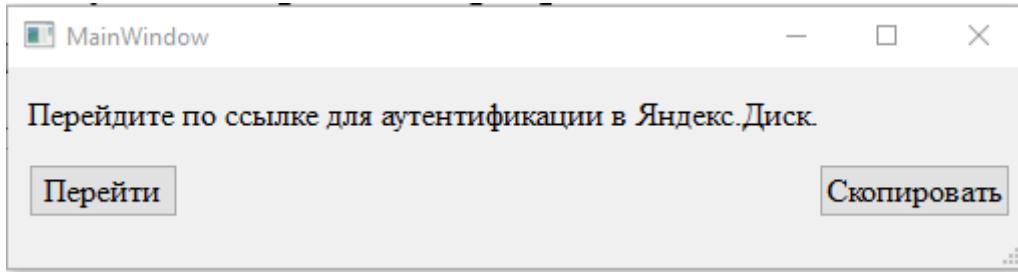 MainWindow
Перейдите по ссылке для аутентификации в Яндекс.Диск.
Перейти
Скопировать